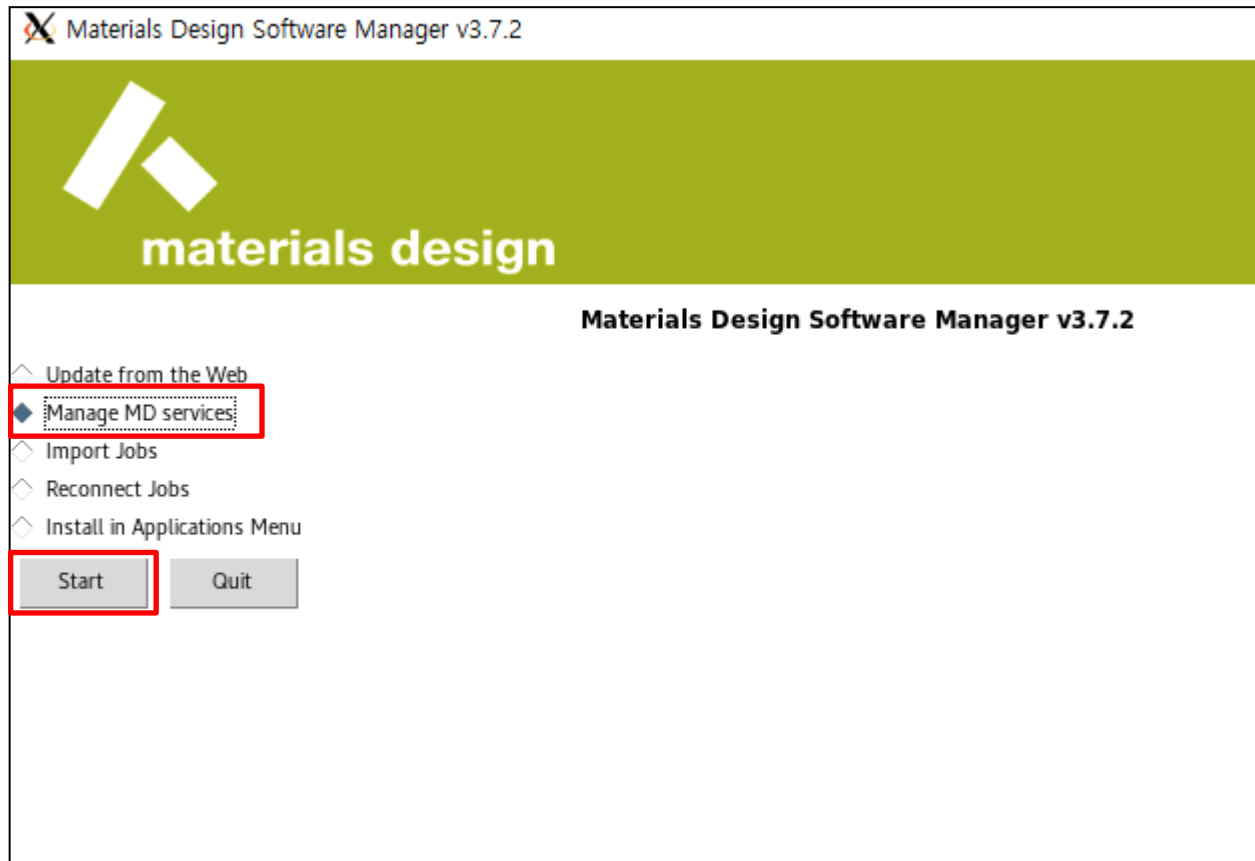 Materials Design Software Manager v3.7.2
materials design
Materials Design Software Manager v3.7.2
Update from the Web
Manage MD services
Import Jobs
Reconnect Jobs
Install in Applications Menu
Start Quit